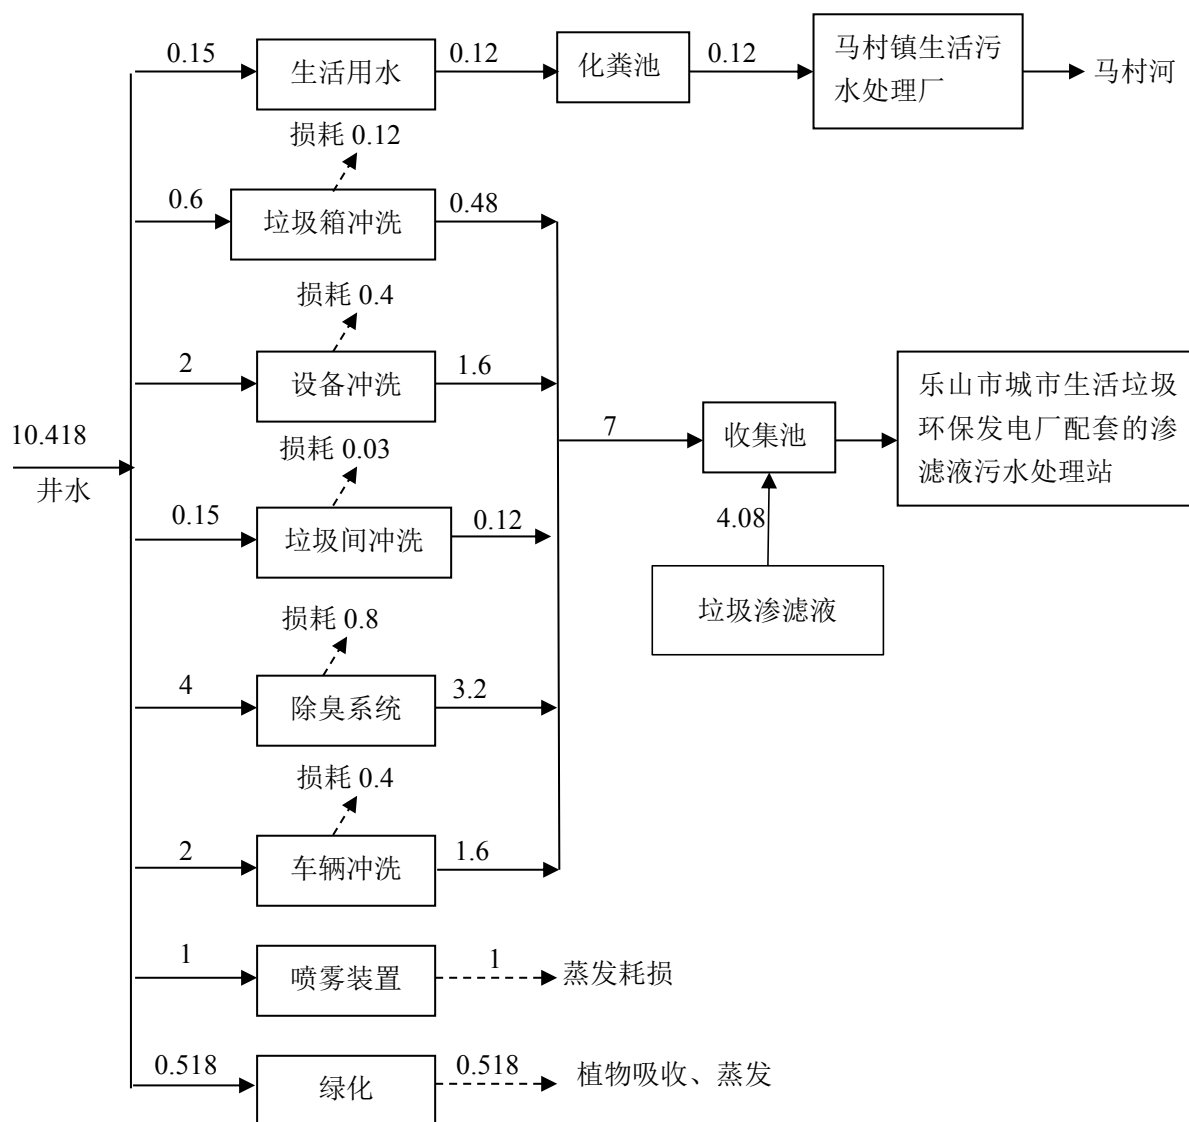 0.15
生活用水
0.12
化粪池
0.12
马村镇生活污
水处理厂
马村河
损耗 0.12
0.6
垃圾箱冲洗
0.48
损耗 0.4
2
设备冲洗
1.6
10.418
井水
7
收集池
乐山市城市生活垃圾
环保发电厂配套的渗
滤液污水处理站
损耗 0.03
0.15
垃圾间冲洗
0.12
4.08
垃圾渗滤液
损耗 0.8
4
除臭系统
3.2
损耗 0.4
2
车辆冲洗
1.6
1
喷雾装置
1
蒸发耗损
0.518
绿化
0.518
植物吸收、蒸发